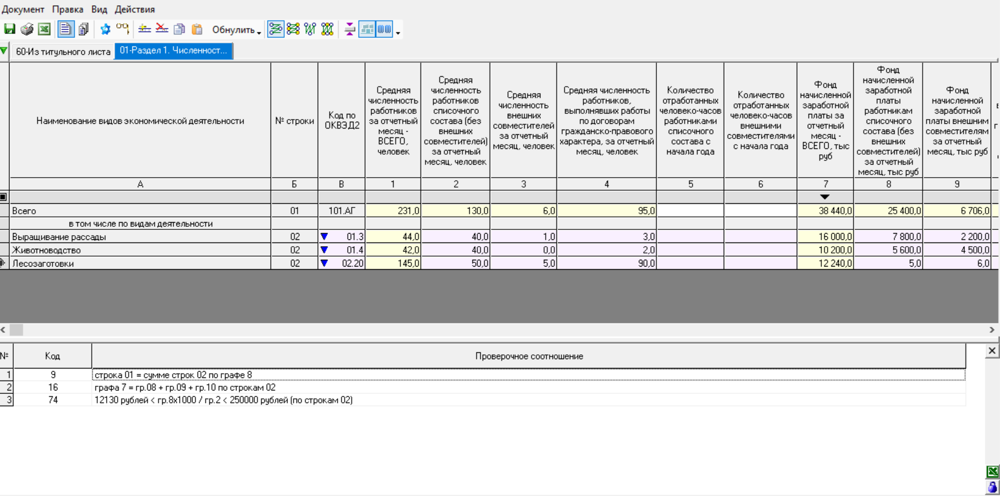 Документ Правка Вид Действия
Обнулить
60-Из титульного листа 01-Раздел 1. Численност...
Наименование видов экономической деятельности
№ строки
Код по
ОКВЭД2
Средняя
численность
работников
за отчетный
месяц -
ВСЕГО,
человек
Средняя
численность
работников
списочного
состава (без
внешних
совместителей)
за отчетный
месяц, человек
Средняя
численность
внешних
совместителей
за отчетный
месяц, человек
Средняя численность
работников,
выполнявших работы
по договорам
гражданско-правового
характера, за отчетный
месяц, человек
Количество
отработанных
человеко-часов
работниками
списочного
состава с
начала года
Количество
отработанных
человеко-часов
внешними
совместителями
с начала года
Фонд
начисленной
заработной
платы за
отчетный
месяц -
ВСЕГО, тыс
руб
Фонд
начисленной
заработной
платы
работникам
списочного
состава (без
внешних
совместителей)
за отчетный
месяц, тыс руб
Фонд
начисленной
заработной
платы внешним
совместителям
за отчетный
месяц, тыс руб
А Б В 1 2 3 4 5 6 7 8 9
Всего 01 101.АГ 231,0 130,0 6,0 95,0 38 440,0 25 400,0 6 706,0
в том числе по видам деятельности
Выращивание рассады 02 01.3 44,0 40,0 1,0 3,0 16 000,0 7 800,0 2 200,0
Животноводство 02 01.4 42,0 40,0 0,0 2,0 10 200,0 5 600,0 4 500,0
Лесозаготовки 02 02.20 145,0 50,0 5,0 90,0 12 240,0 5,0 6,0
№ Код Проверочное соотношение
1 9 строка 01 = сумме строк 02 по графе 8
2 16 графа 7 = гр.08 + гр.09 + гр.10 по строкам 02
3 74 12130 рублей < гр.8х1000 / гр.2 < 250000 рублей (по строкам 02)